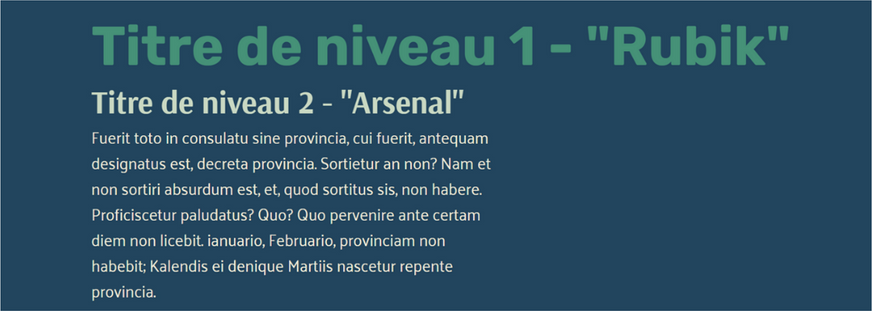 Titre de niveau 1 - "Rubik"
Titre de niveau 2 - "Arsenal"
Fuerit toto in consulatu sine provincia, cui fuerit, antequam
designatus est, decreta provincia. Sortietur an non? Nam et
non sortiri absurdum est, et, quod sortitus sis, non habere.
Proficiscetur paludatus? Quo? Quo pervenire ante certam
diem non licebit. ianuario, Februario, provinciam non
habebit; Kalendis ei denique Martiis nascetur repente
provincia.